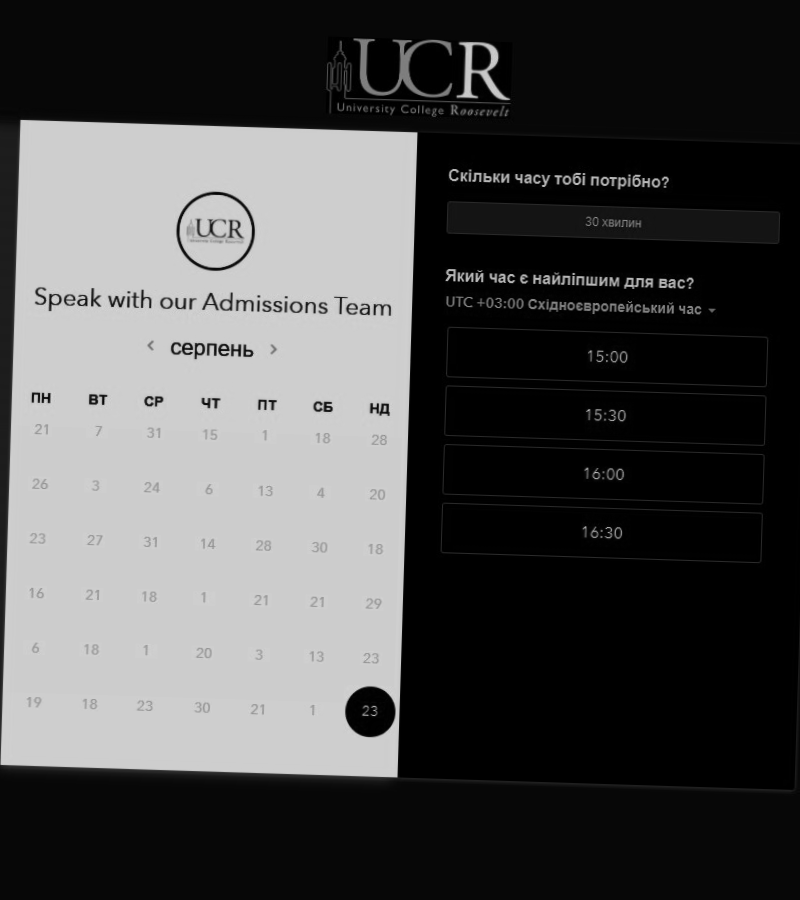 UCR
University College Roosevelt
UCR
University College Roosevelt
Speak with our Admissions Team
серпень
ПН ВТ СР ЧТ ПТ СБ НД
21 7 31 15 1 18 28
26 3 24 6 13 4 20
23 27 31 14 28 30 18
16 21 18 1 21 21 29
6 18 1 20 3 13 23
19 18 23 30 21 1 23
Скільки часу тобі потрібно?
30 хвилин
Який час є найліпшим для вас?
UTC +03:00 Східноєвропейський час
15:00
15:30
16:00
16:30